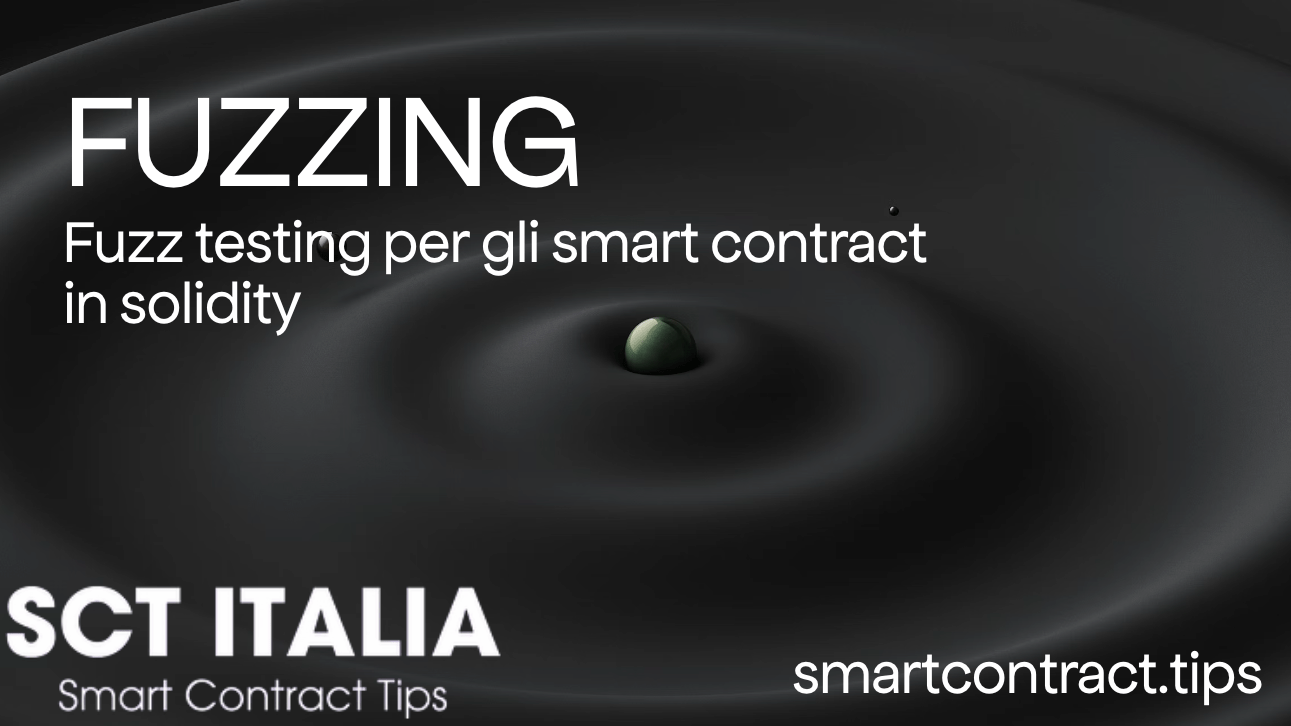 FUZZING
Fuzz testing per gli smart contract
in solidity
SCT ITALIA
Smart Contract Tips
smartcontract.tips